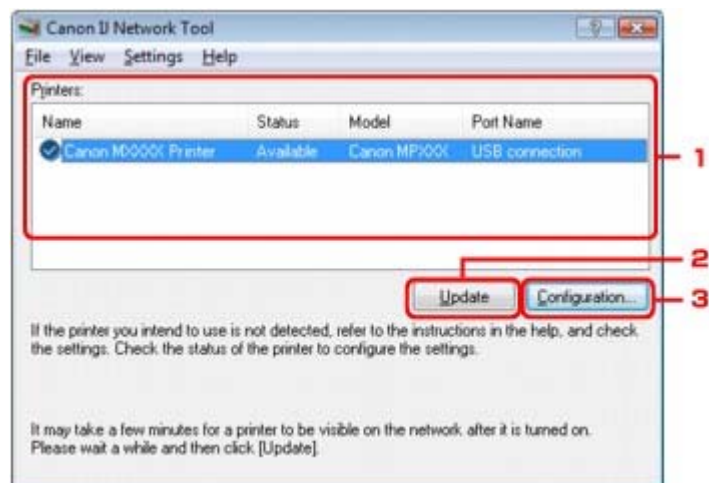 Canon IJ Network Tool
File View Settings Help
Printers:
Name Status Model Port Name
Canon MXXXX Printer Available Canon MPXXX USB connection
1
2
Update Configuration...
3
If the printer you intend to use is not detected, refer to the instructions in the help, and check
the settings. Check the status of the printer to configure the settings.
It may take a few minutes for a printer to be visible on the network after it is turned on.
Please wait a while and then click [Update].